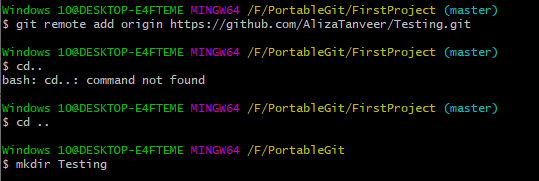 Windows 10@DESKTOP-E4FTEME MINGW64 /F/PortableGit/FirstProject (master)
$ git remote add origin https://github.com/AlizaTanveer/Testing.git
Windows 10@DESKTOP-E4FTEME MINGW64 /F/PortableGit/FirstProject (master)
$ cd..
bash: cd..: command not found
Windows 10@DESKTOP-E4FTEME MINGW64 /F/PortableGit/FirstProject (master)
$ cd ..
Windows 10@DESKTOP-E4FTEME MINGW64 /F/PortableGit
$ mkdir Testing